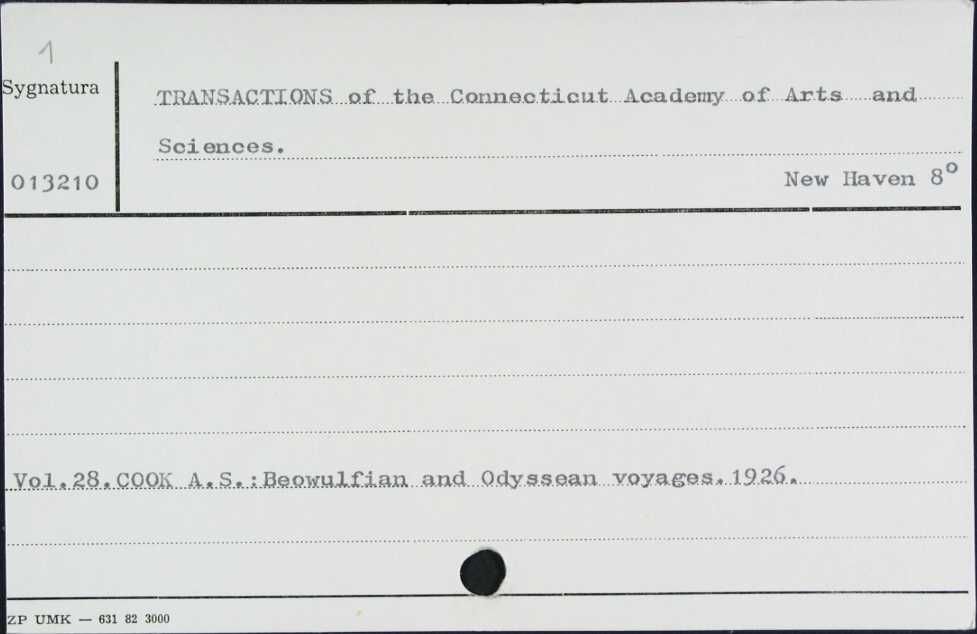 1
Sygnatura
TRANSACTIONS of the Connecticut Academy of Arts and
Sciences.
013210
New Haven 8°
Vol.28.COOK A.S.:Beowulfian and Odyssean voyages.1926.
ZP UMK — 631 82 3000